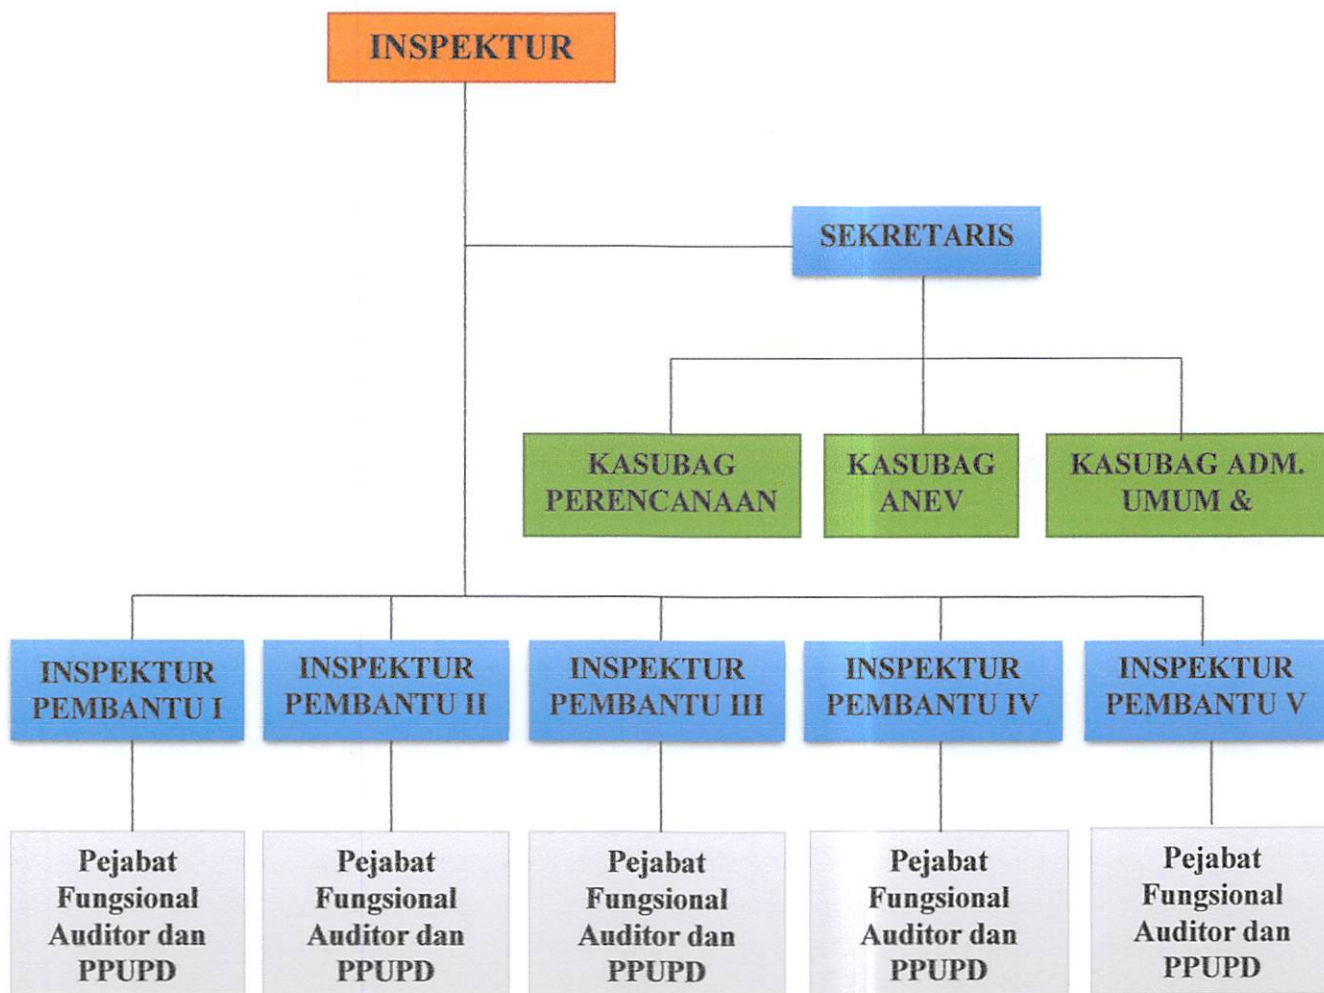 INSPEKTUR
SEKRETARIS
KASUBAG
PERENCANAAN
KASUBAG
ANEV
KASUBAG ADM.
UMUM &
INSPEKTUR
PEMBANTU I
INSPEKTUR
PEMBANTU II
INSPEKTUR
PEMBANTU III
INSPEKTUR
PEMBANTU IV
INSPEKTUR
PEMBANTU V
Pejabat
Fungsional
Auditor dan
PPUPD
Pejabat
Fungsional
Auditor dan
PPUPD
Pejabat
Fungsional
Auditor dan
PPUPD
Pejabat
Fungsional
Auditor dan
PPUPD
Pejabat
Fungsional
Auditor dan
PPUPD